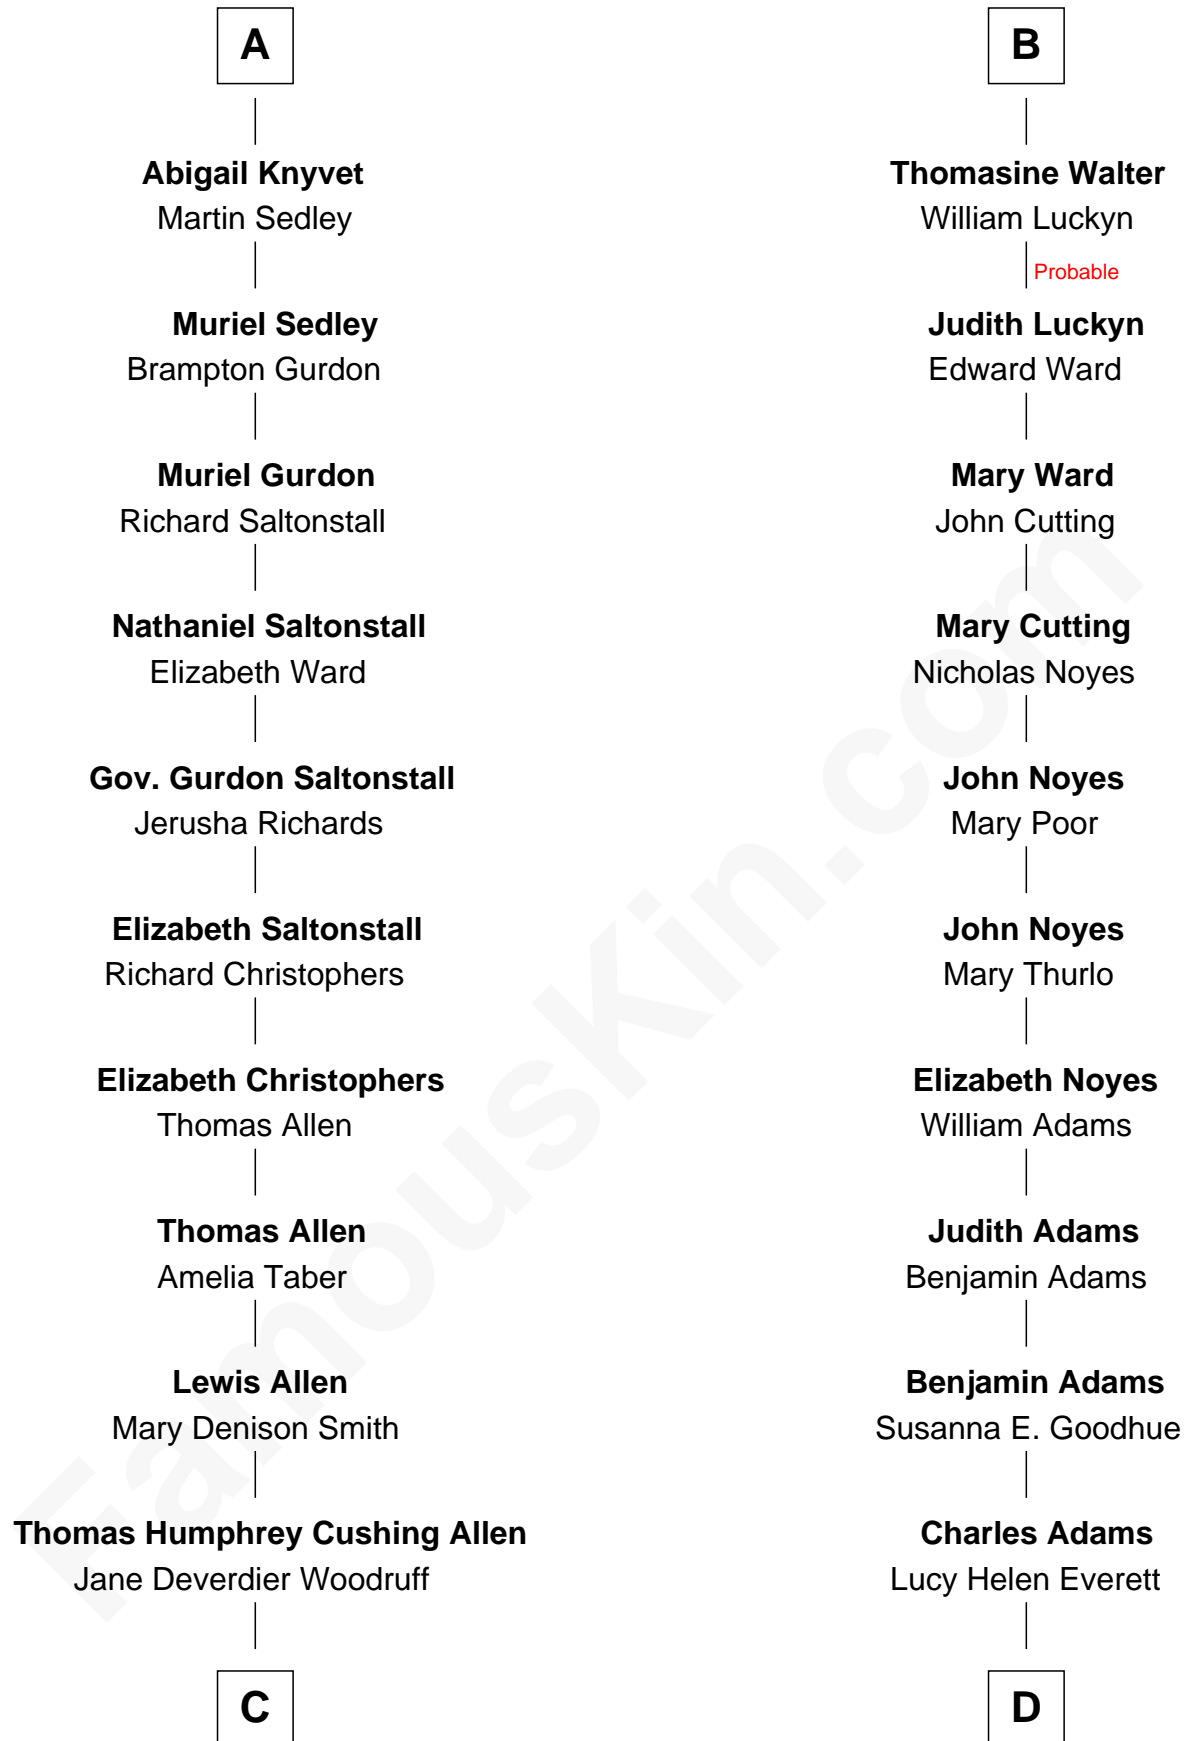 A
Abigail Knyvet
Martin Sedley
Muriel Sedley
Brampton Gurdon
Muriel Gurdon
Richard Saltonstall
Nathaniel Saltonstall
Elizabeth Ward
Gov. Gurdon Saltonstall
Jerusha Richards
Elizabeth Saltonstall
Richard Christophers
Elizabeth Christophers
Thomas Allen
Thomas Allen
Amelia Taber
Lewis Allen
Mary Denison Smith
Thomas Humphrey Cushing Allen
Jane Deverdier Woodruff
C
B
Thomasine Walter
William Luckyn
Probable
Judith Luckyn
Edward Ward
Mary Ward
John Cutting
Mary Cutting
Nicholas Noyes
John Noyes
Mary Poor
John Noyes
Mary Thurlo
Elizabeth Noyes
William Adams
Judith Adams
Benjamin Adams
Benjamin Adams
Susanna E. Goodhue
Charles Adams
Lucy Helen Everett
D
FamousKin.com